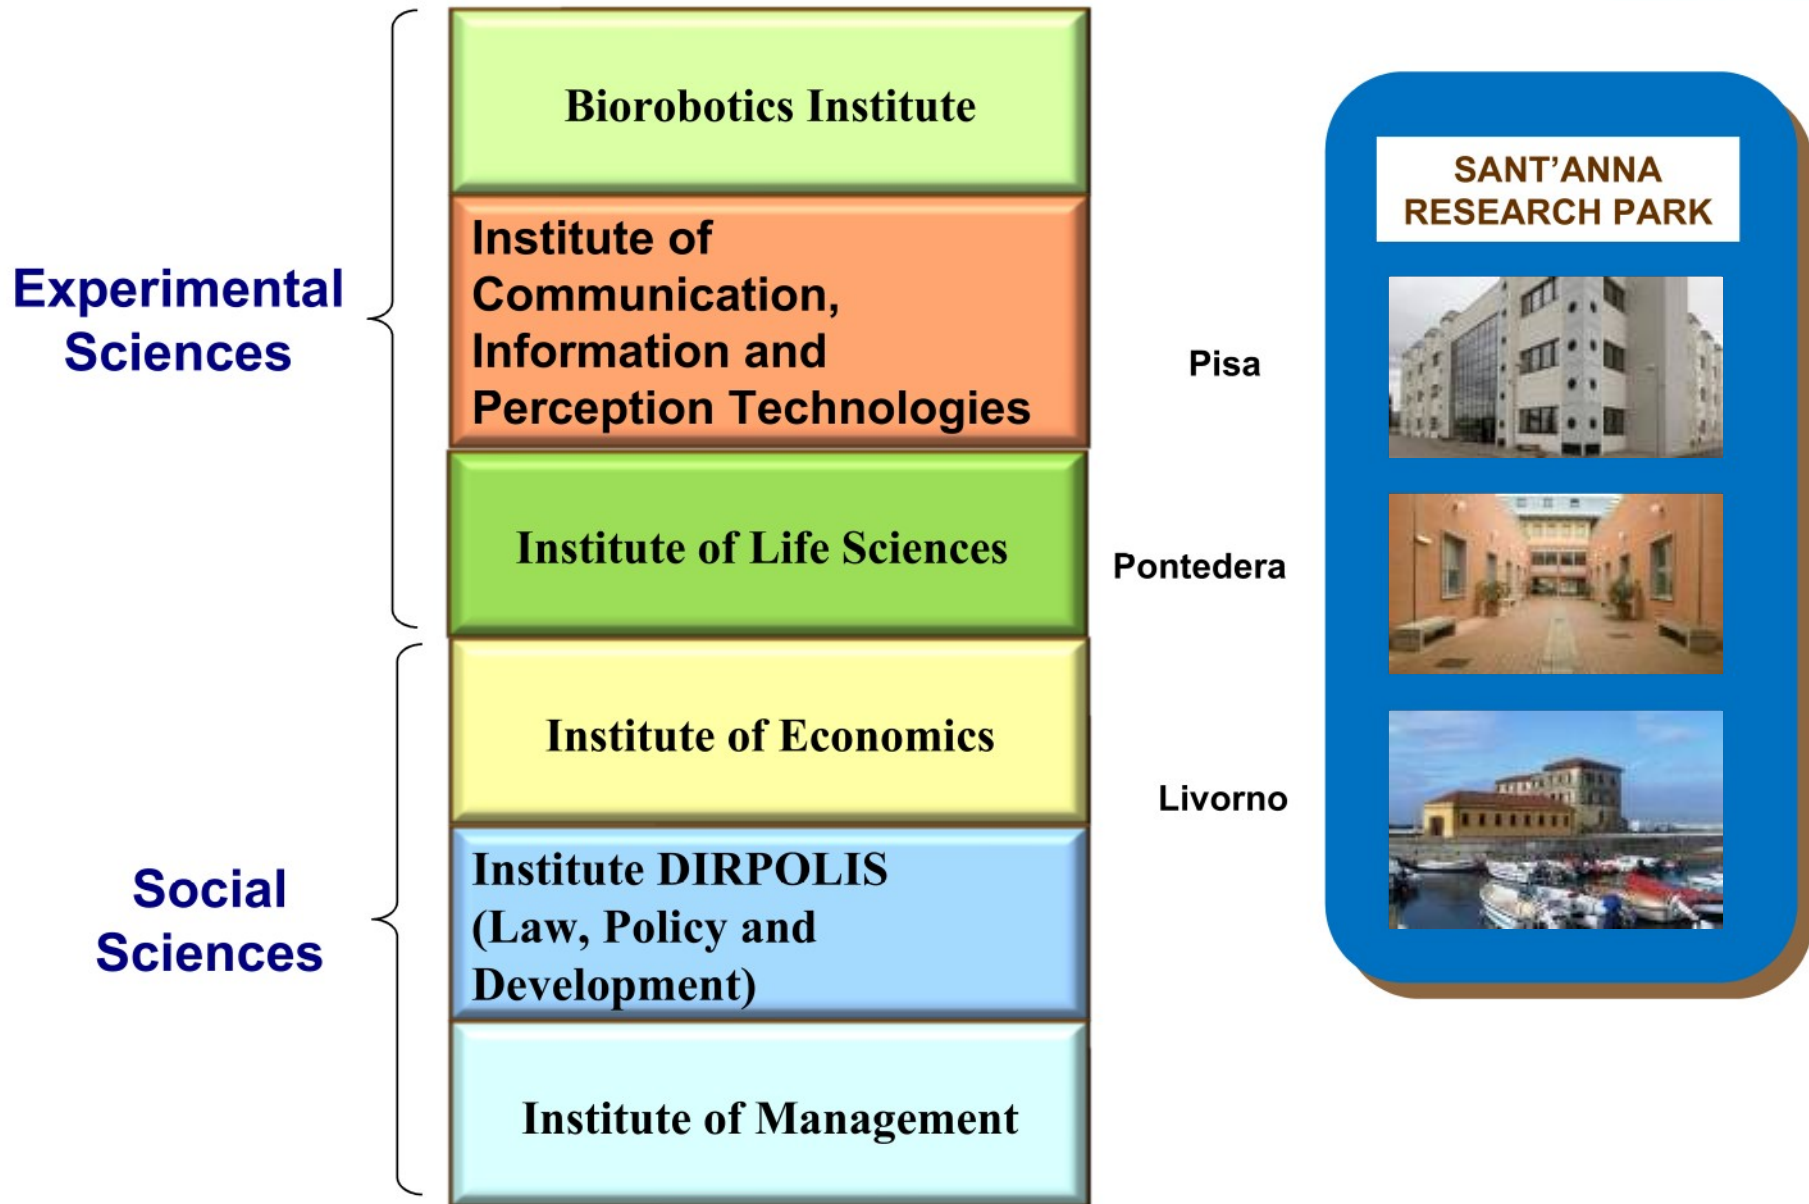 Experimental
Sciences
Biorobotics Institute
Institute of
Communication,
Information and
Perception Technologies
Institute of Life Sciences
Social
Sciences
Institute of Economics
Institute DIRPOLIS
(Law, Policy and
Development)
Institute of Management
Pisa
Pontedera
Livorno
SANT’ANNA
RESEARCH PARK